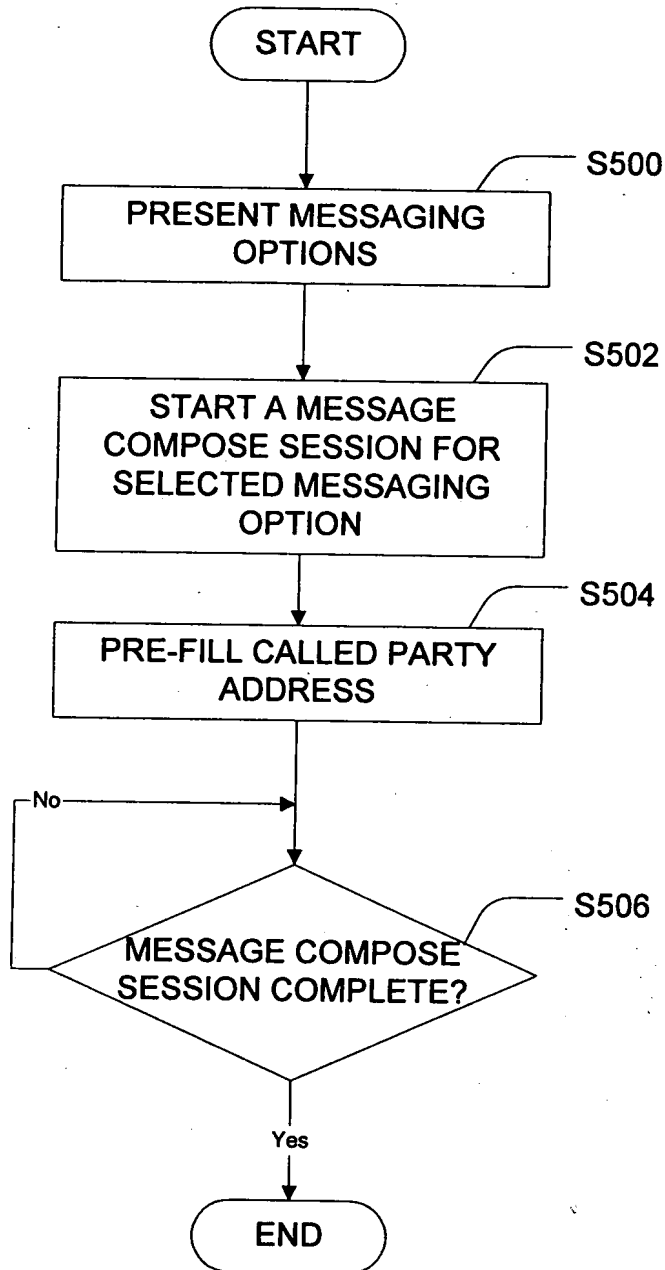 START
S500
PRESENT MESSAGING
OPTIONS
S502
START A MESSAGE
COMPOSE SESSION FOR
SELECTED MESSAGING
OPTION
S504
PRE-FILL CALLED PARTY
ADDRESS
No
S506
MESSAGE COMPOSE
SESSION COMPLETE?
Yes
END